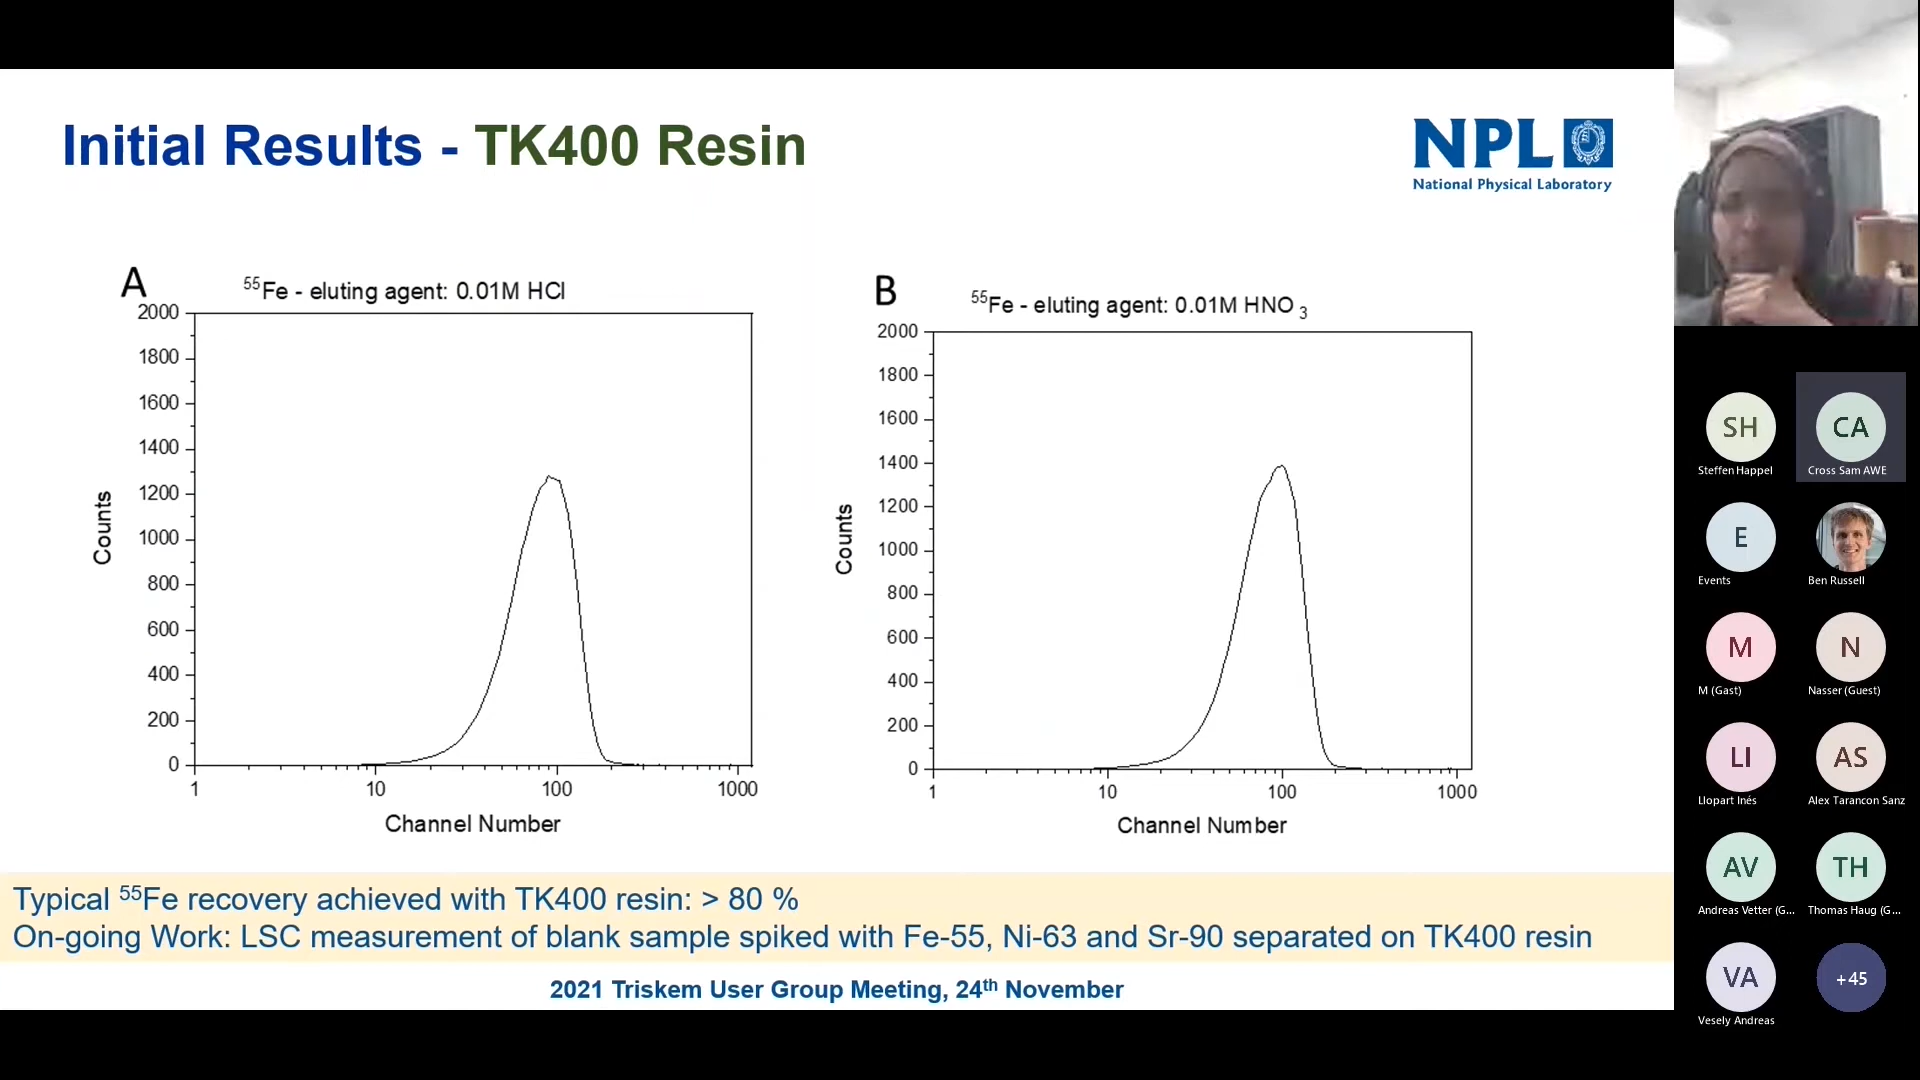 Initial Results - TK400 Resin
NPL
National Physical Laboratory
A
⁵⁵Fe - eluting agent: 0.01M HCl
2000
1800
1600
1400
1200
1000
800
600
400
200
0
Counts
1 10 100 1000
Channel Number
B
⁵⁵Fe - eluting agent: 0.01M HNO₃
2000
1800
1600
1400
1200
1000
800
600
400
200
0
Counts
1 10 100 1000
Channel Number
Typical ⁵⁵Fe recovery achieved with TK400 resin: > 80 %
On-going Work: LSC measurement of blank sample spiked with Fe-55, Ni-63 and Sr-90 separated on TK400 resin
2021 Triskem User Group Meeting, 24th November
SH CA
Steffen Happel Cross Sam AWE
E
Events Ben Russell
M N
M (Gast) Nasser (Guest)
LI AS
Llopart Inés Alex Tarancon Sanz
AV TH
Andreas Vetter (G... Thomas Haug (G...
VA +45
Vesely Andreas